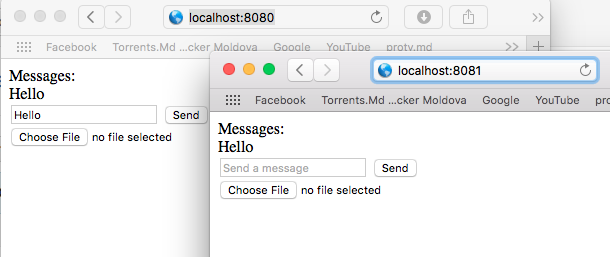 localhost:8080
Facebook Torrents.Md ...cker Moldova Google YouTube protv.md
Messages:
Hello
Hello Send
Choose File no file selected
localhost:8081
Facebook Torrents.Md ...cker Moldova Google YouTube pro
Messages:
Hello
Send a message Send
Choose File no file selected